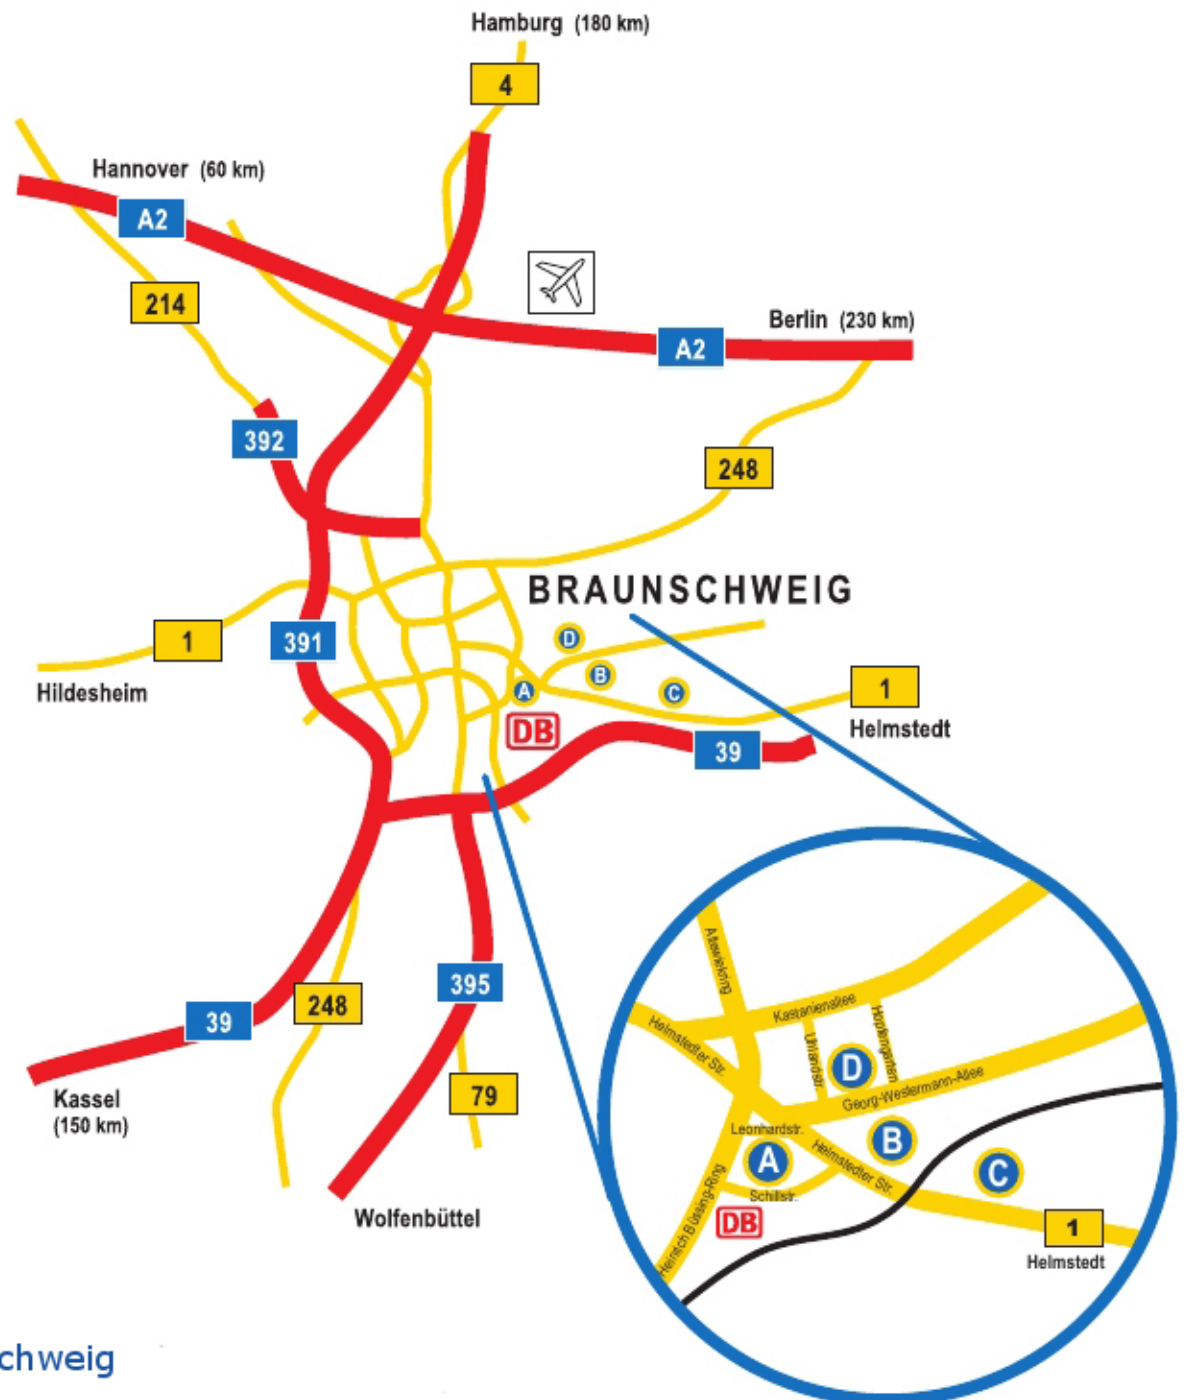 Hamburg (180 km)
4
Hannover (60 km)
A2
214
Berlin (230 km)
A2
392
248
BRAUNSCHWEIG
1
391
D
B
A
C
1
Hildesheim
DB
Helmstedt
39
Altewiekring
Kastanienallee
Hopfengarten
Helmstedter Str.
Uhlandstr.
D
395
248
39
Georg-Westermann-Allee
79
Kassel
(150 km)
Leonhardstr.
B
A
Helmstedter Str.
C
Schillstr.
Heinrich Büssing-Ring
DB
Wolfenbüttel
1
Helmstedt
chweig